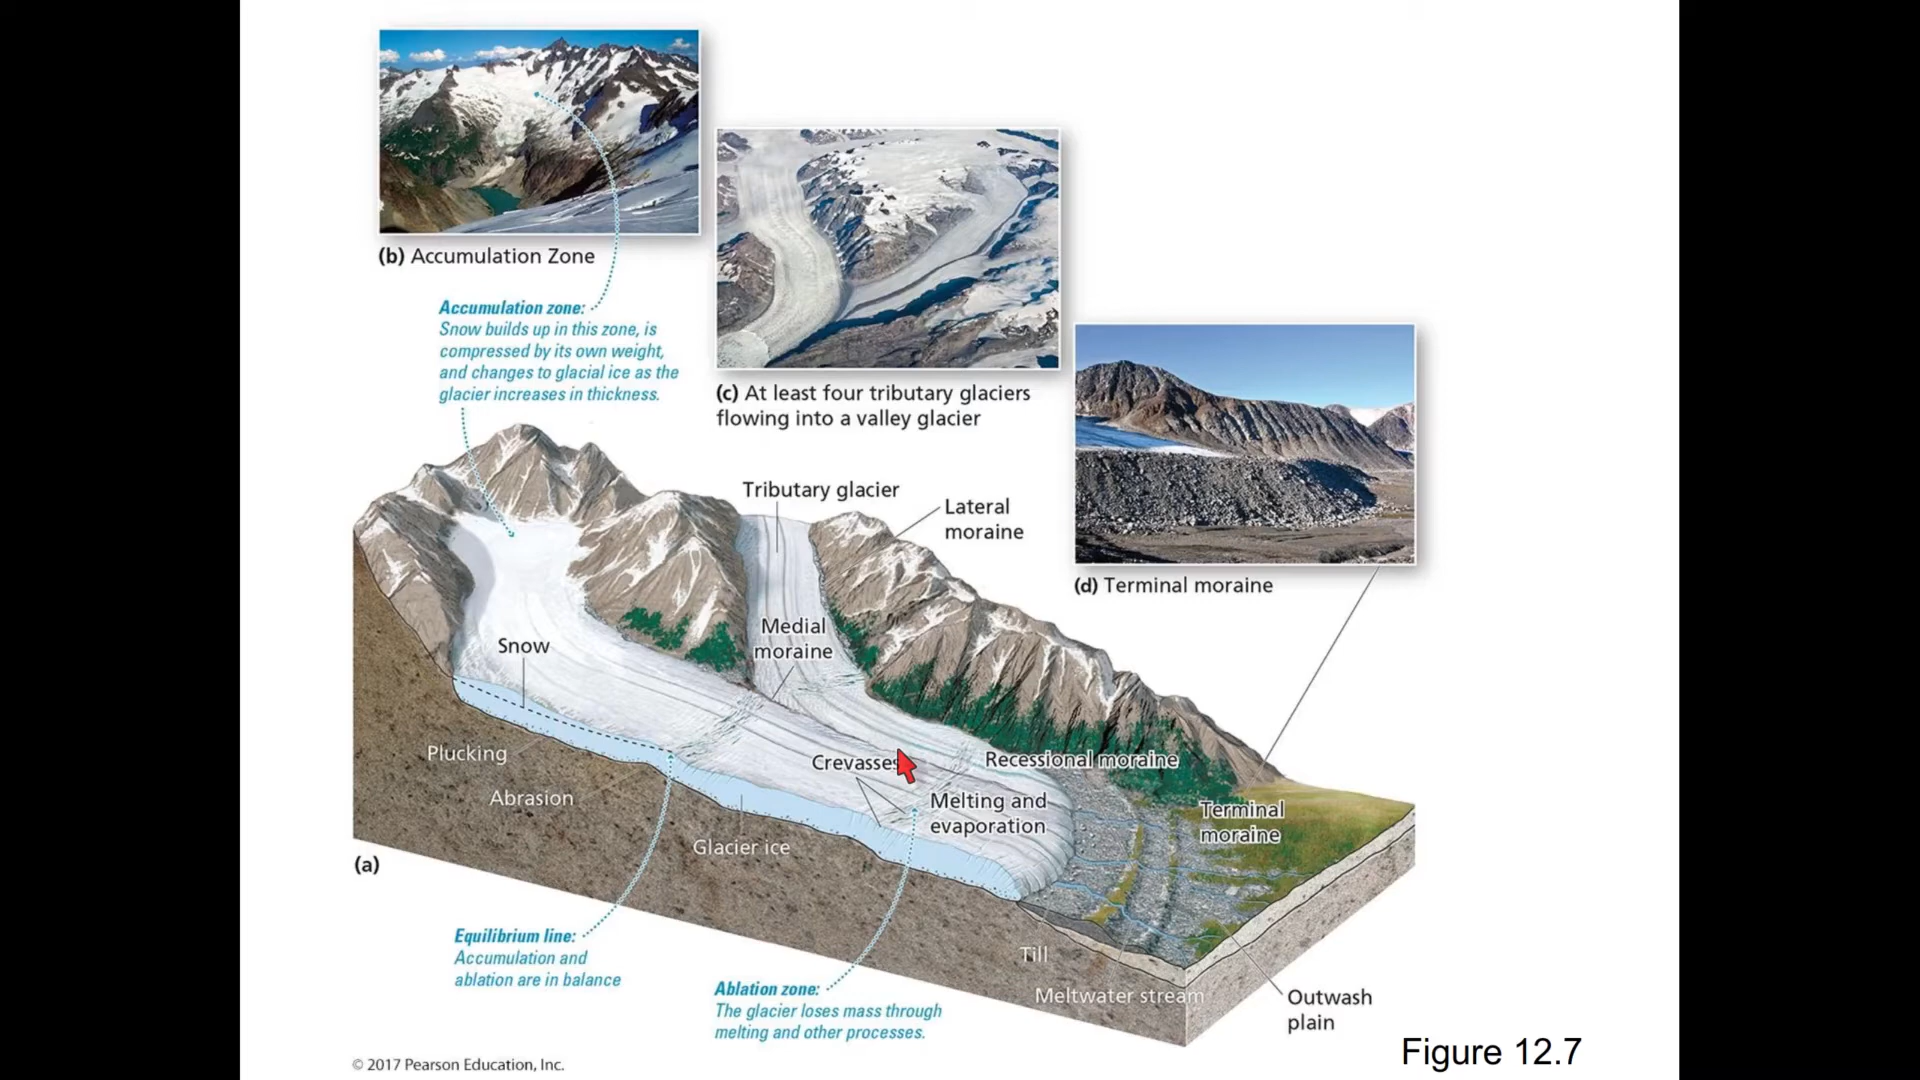 (b) Accumulation Zone
Accumulation zone:
Snow builds up in this zone, is
compressed by its own weight,
and changes to glacial ice as the
glacier increases in thickness.
(c) At least four tributary glaciers
flowing into a valley glacier
(d) Terminal moraine
Tributary glacier
Lateral
moraine
Medial
moraine
Snow
Plucking
Abrasion
Glacier ice
Crevasses
Recessional moraine
Melting and
evaporation
Terminal
moraine
(a)
Equilibrium line:
Accumulation and
ablation are in balance
Ablation zone:
The glacier loses mass through
melting and other processes.
Till
Meltwater stream
Outwash
plain
© 2017 Pearson Education, Inc.
Figure 12.7